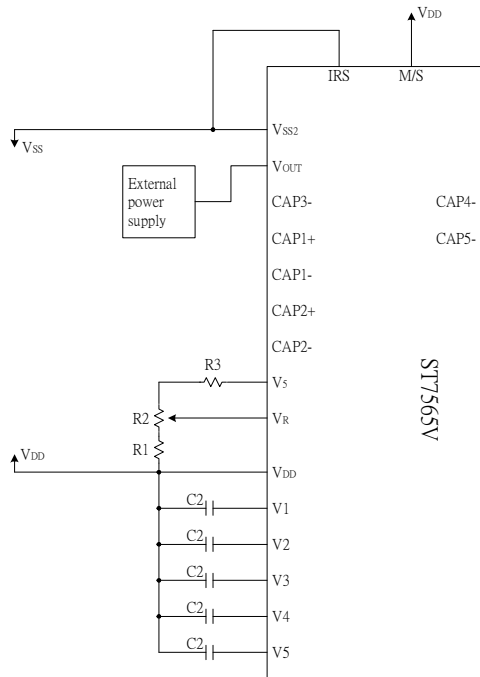 VDD
IRS
M/S
VSS
VSS2
VOUT
External
power
supply
CAP3-
CAP4-
CAP1+
CAP5-
CAP1-
CAP2+
CAP2-
ST7565V
R3
V5
R2
VR
R1
VDD
VDD
C2
V1
C2
V2
C2
V3
C2
V4
C2
V5